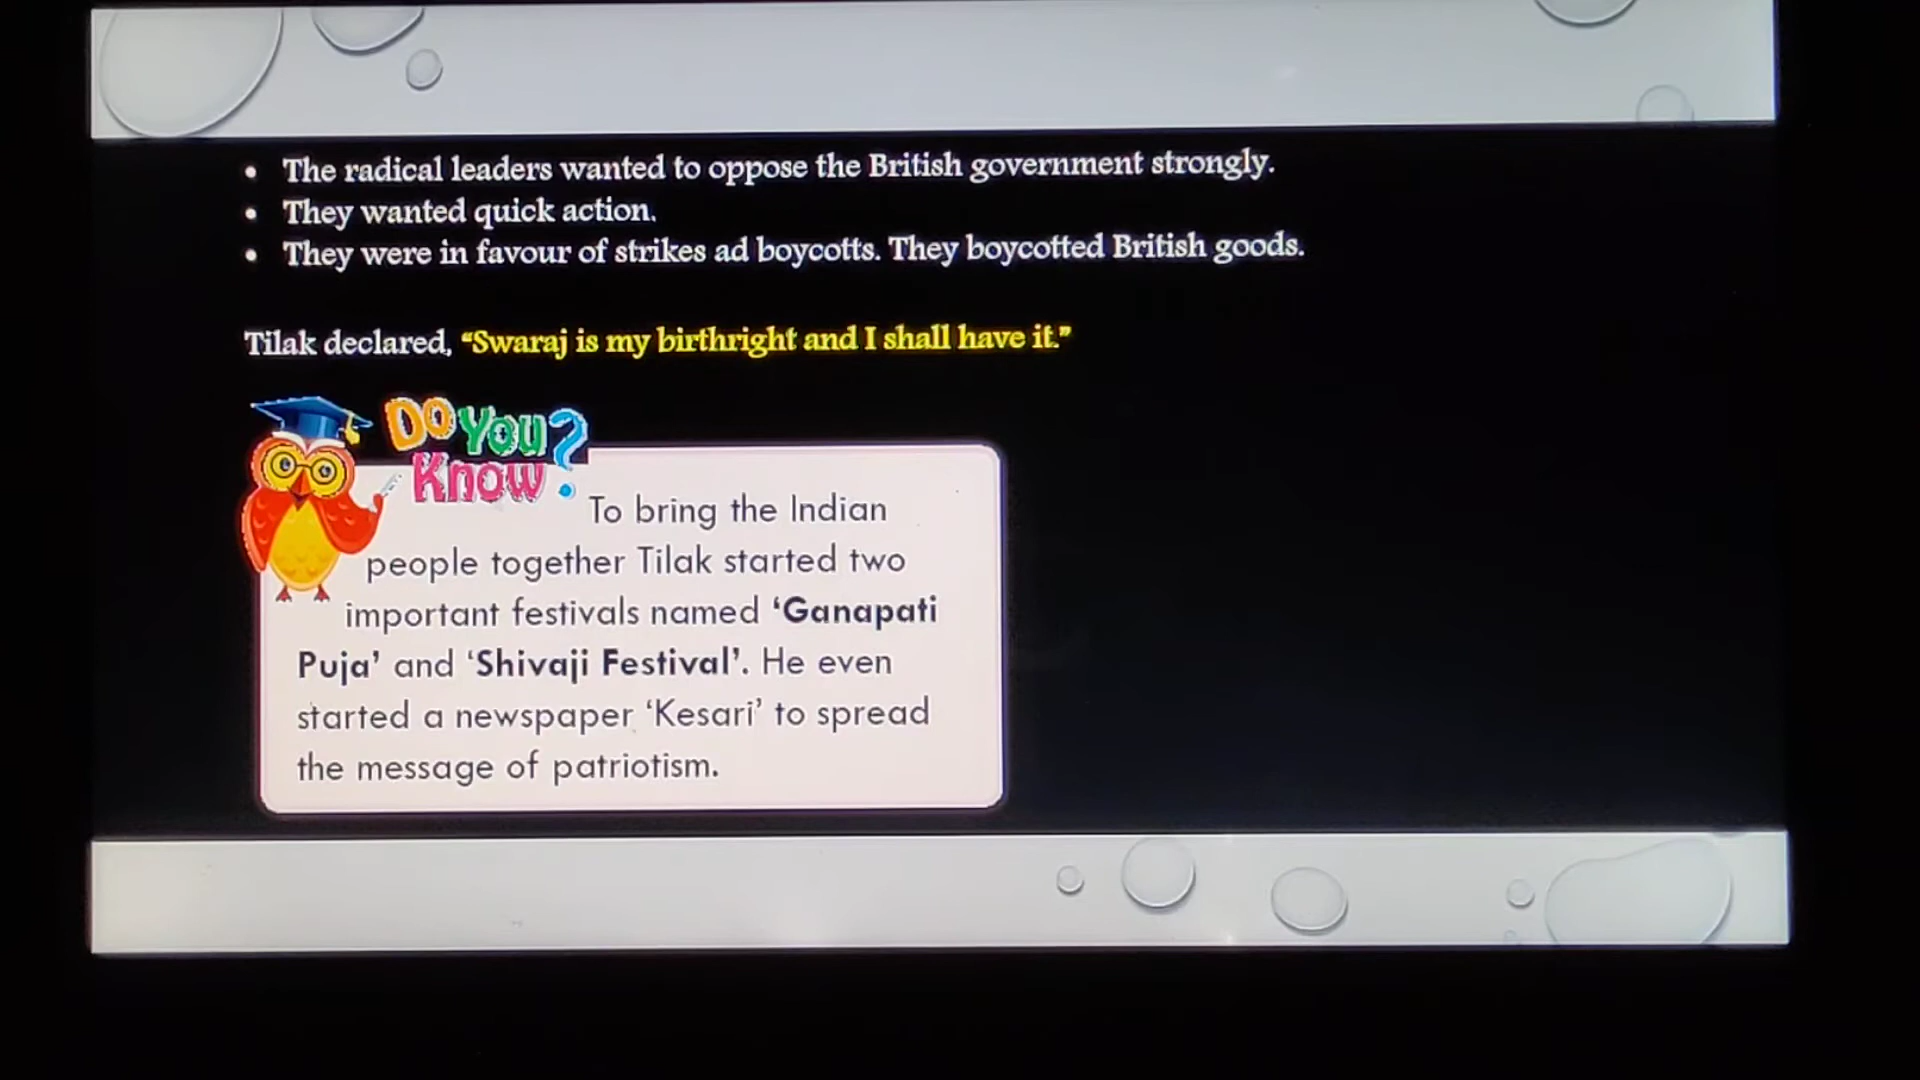 • The radical leaders wanted to oppose the British government strongly.
• They wanted quick action.
• They were in favour of strikes ad boycotts. They boycotted British goods.
Tilak declared, “Swaraj is my birthright and I shall have it.”
Do You Know?
To bring the Indian
people together Tilak started two
important festivals named ‘Ganapati
Puja’ and ‘Shivaji Festival’. He even
started a newspaper ‘Kesari’ to spread
the message of patriotism.